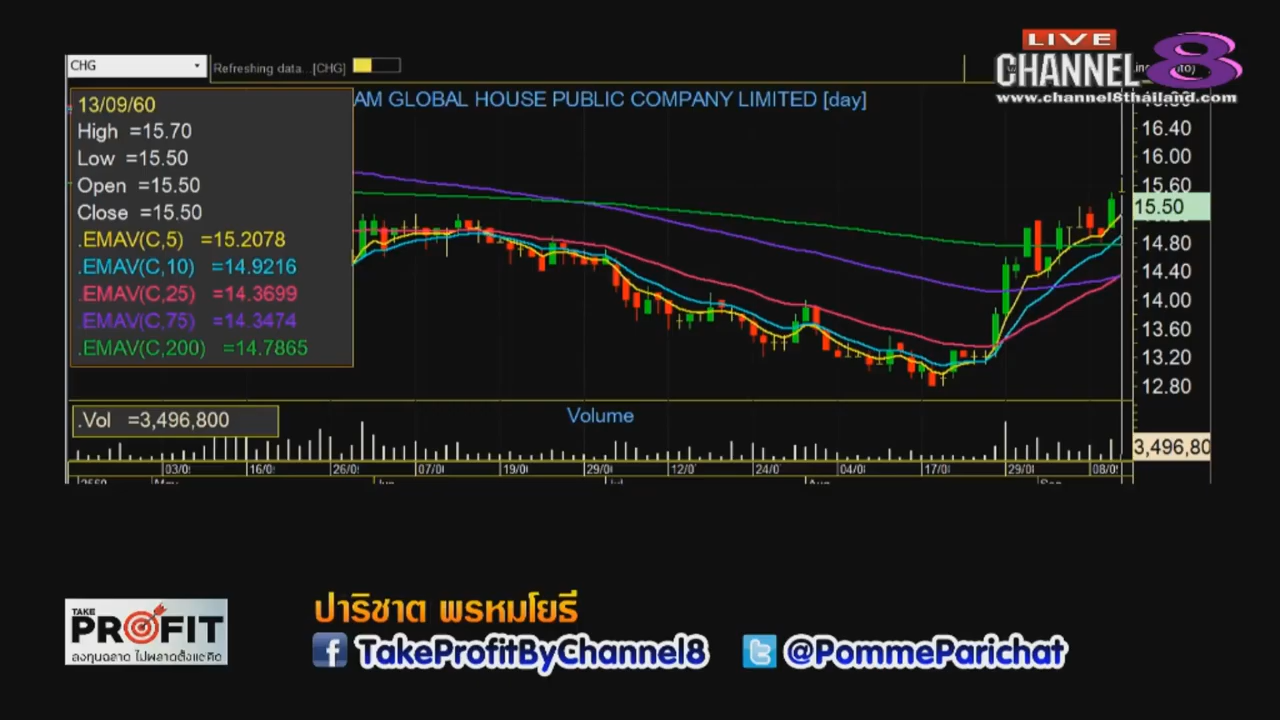 LIVE
CHANNEL 8
www.channel8thailand.com
CHG
Refreshing data...[CHG]
AM GLOBAL HOUSE PUBLIC COMPANY LIMITED [day]
13/09/60
High =15.70
Low =15.50
Open =15.50
Close =15.50
.EMAV(C,5) =15.2078
.EMAV(C,10) =14.9216
.EMAV(C,25) =14.3699
.EMAV(C,75) =14.3474
.EMAV(C,200) =14.7865
16.40
16.00
15.60
15.50
14.80
14.40
14.00
13.60
13.20
12.80
.Vol =3,496,800
Volume
3,496,80
03/0 16/0 26/0 07/0 19/0 29/0 12/0 24/0 04/0 17/0 29/0 08/0
TAKE
PROFIT
ลงทุนฉลาด ไม่พลาดตั้งแต่คิด
ปาริชาต พรหมโยธี
TakeProfitByChannel8
@PommeParichat